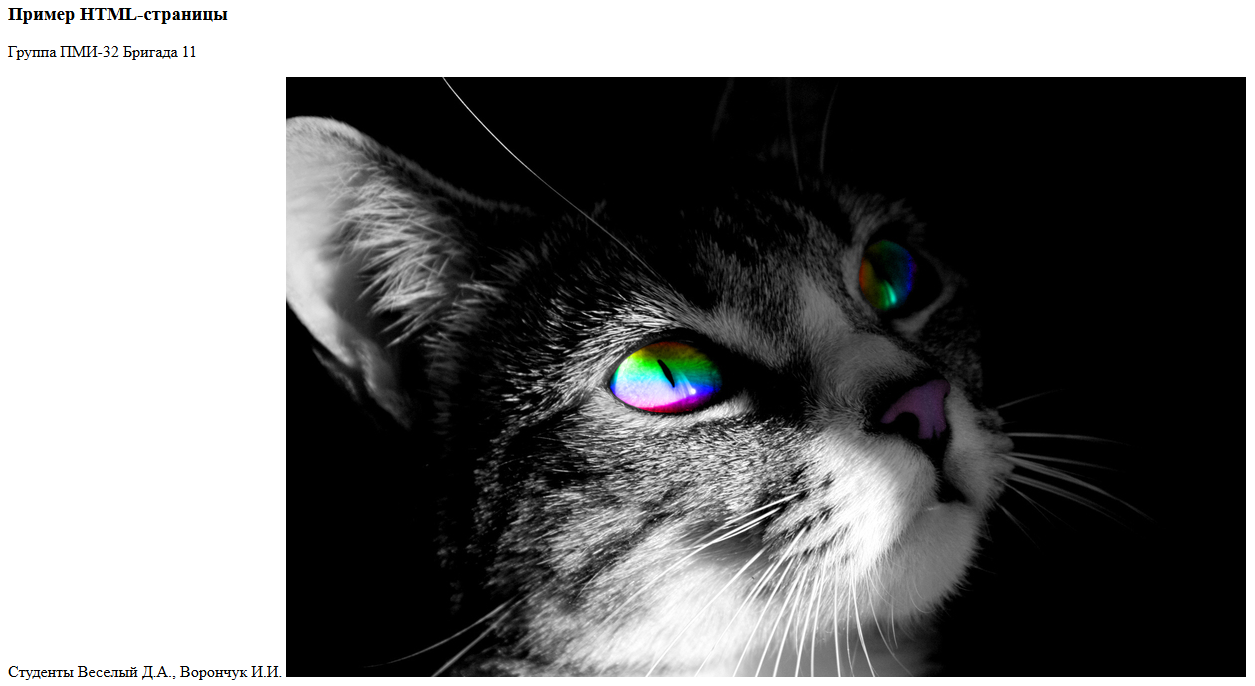 Пример HTML-страницы
Группа ПМИ-32 Бригада 11
Студенты Веселый Д.А., Ворончук И.И.